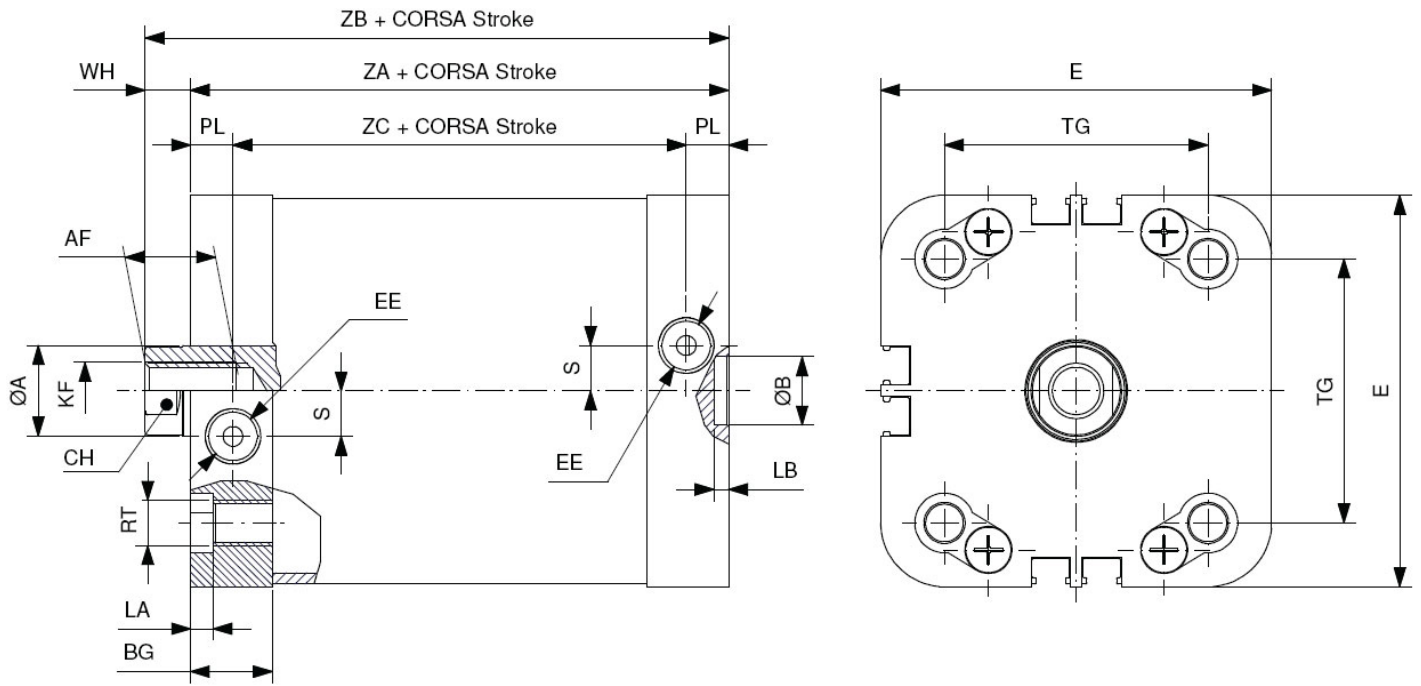 ZB + CORSA Stroke
WH
ZA + CORSA Stroke
E
PL
ZC + CORSA Stroke
PL
TG
AF
EE
ØA
KF
S
S
ØB
TG
E
CH
EE
LB
RT
LA
BG